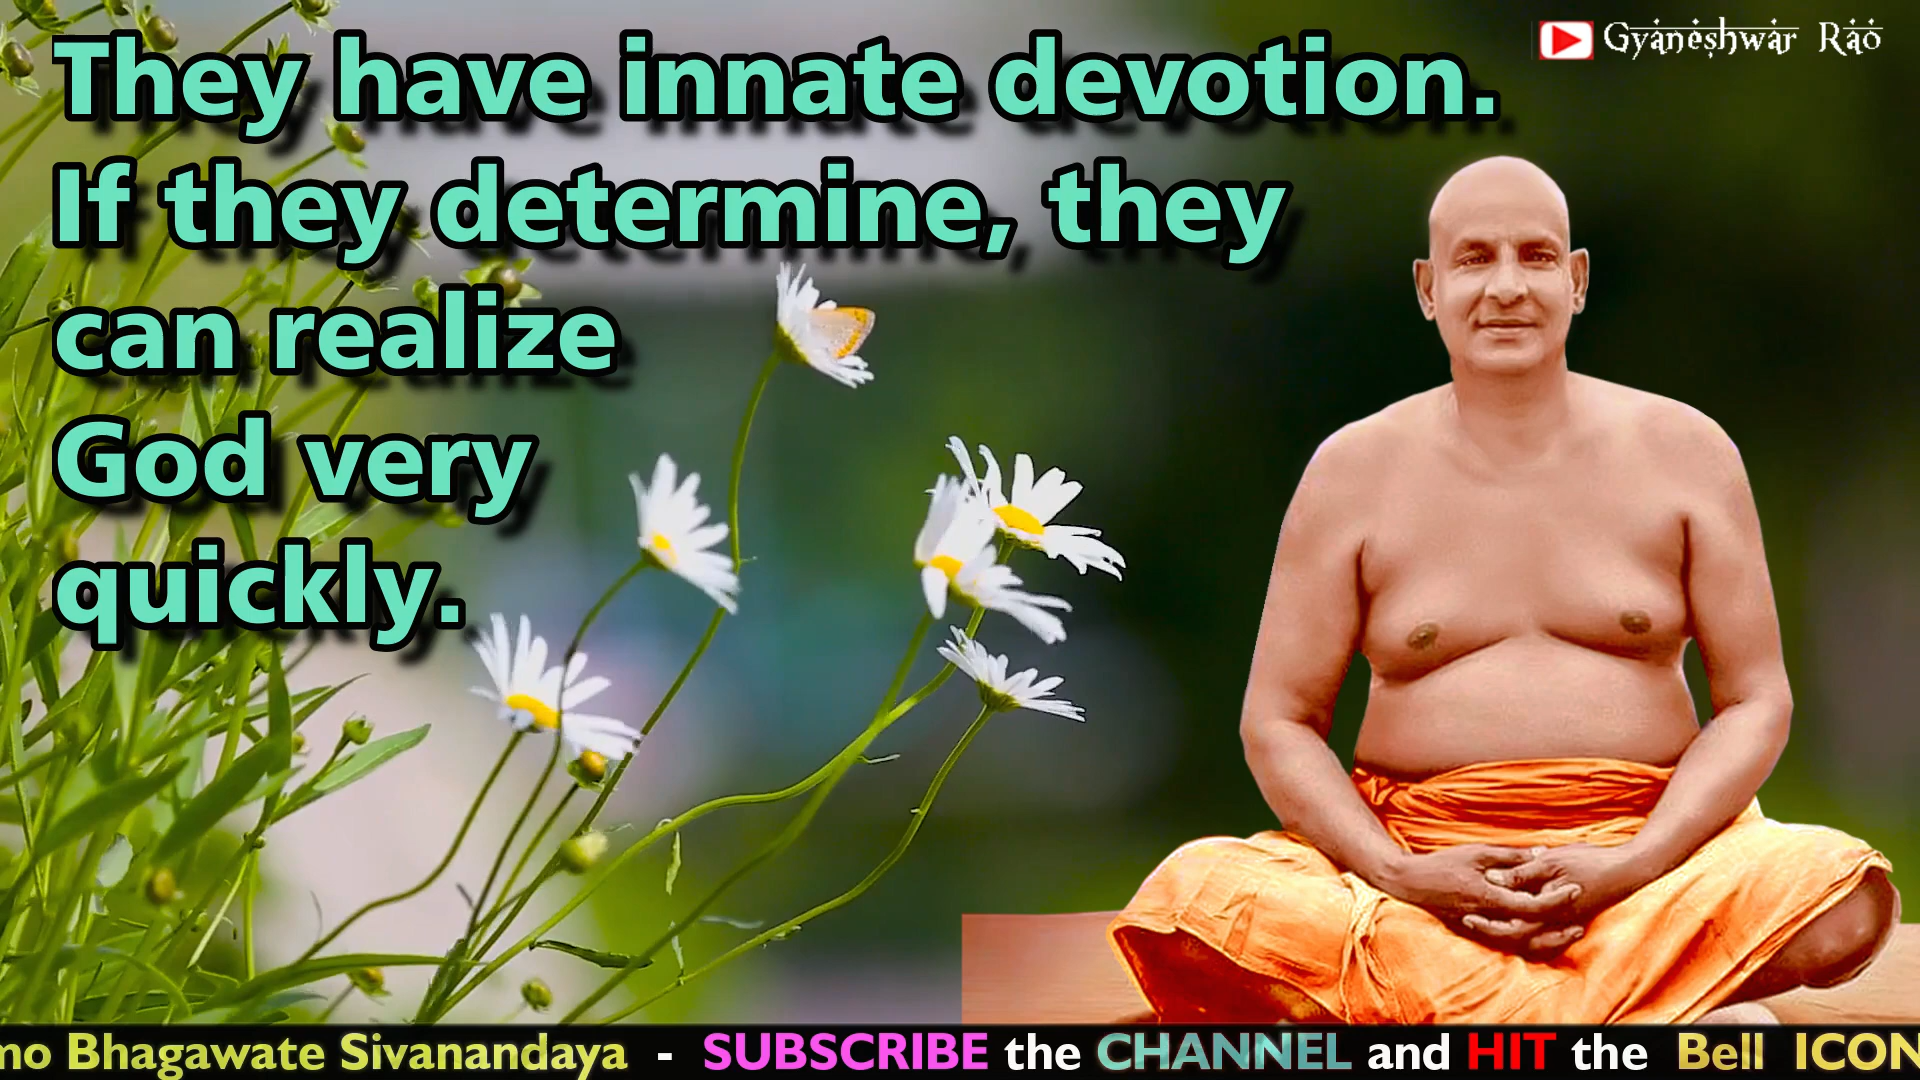 Gyaneshwar Rao
They have innate devotion.
If they determine, they
can realize
God very
quickly.
mo Bhagawate Sivanandaya - SUBSCRIBE the CHANNEL and HIT the Bell ICON